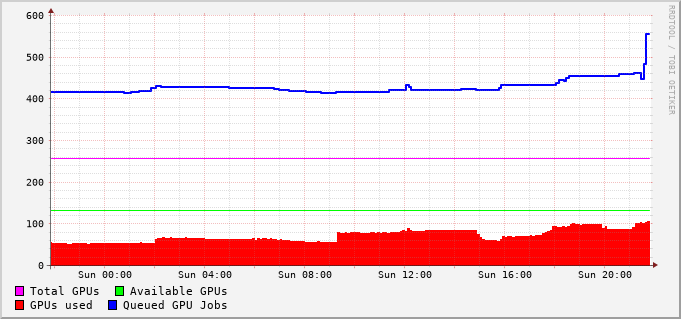 600
500
400
300
200
100
0
Sun 00:00 Sun 04:00 Sun 08:00 Sun 12:00 Sun 16:00 Sun 20:00
Total GPUs Available GPUs
GPUs used Queued GPU Jobs
RRDTOOL / TOBI OETIKER